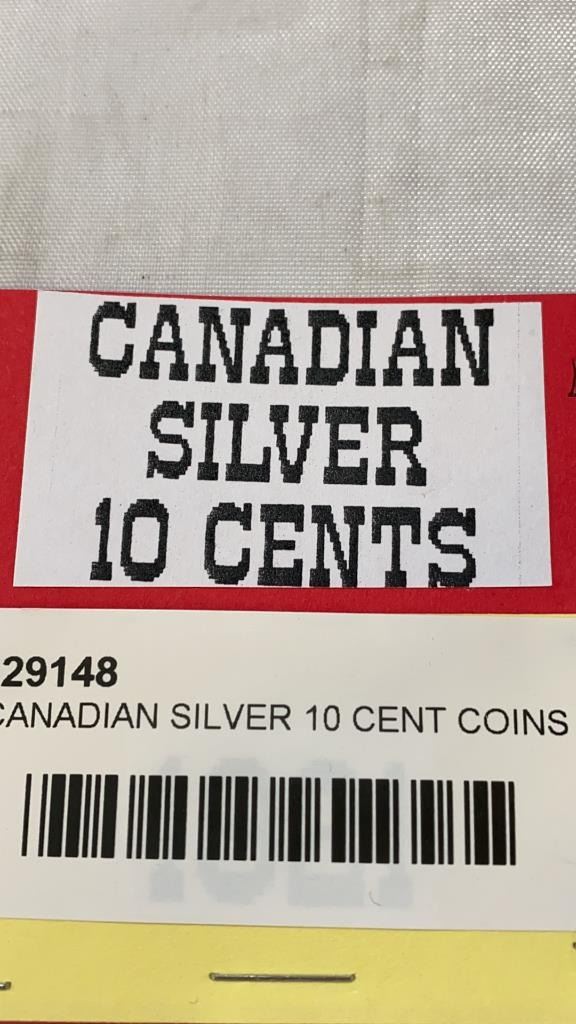 CANADIAN
SILVER
10 CENTS
29148
CANADIAN SILVER 10 CENT COINS